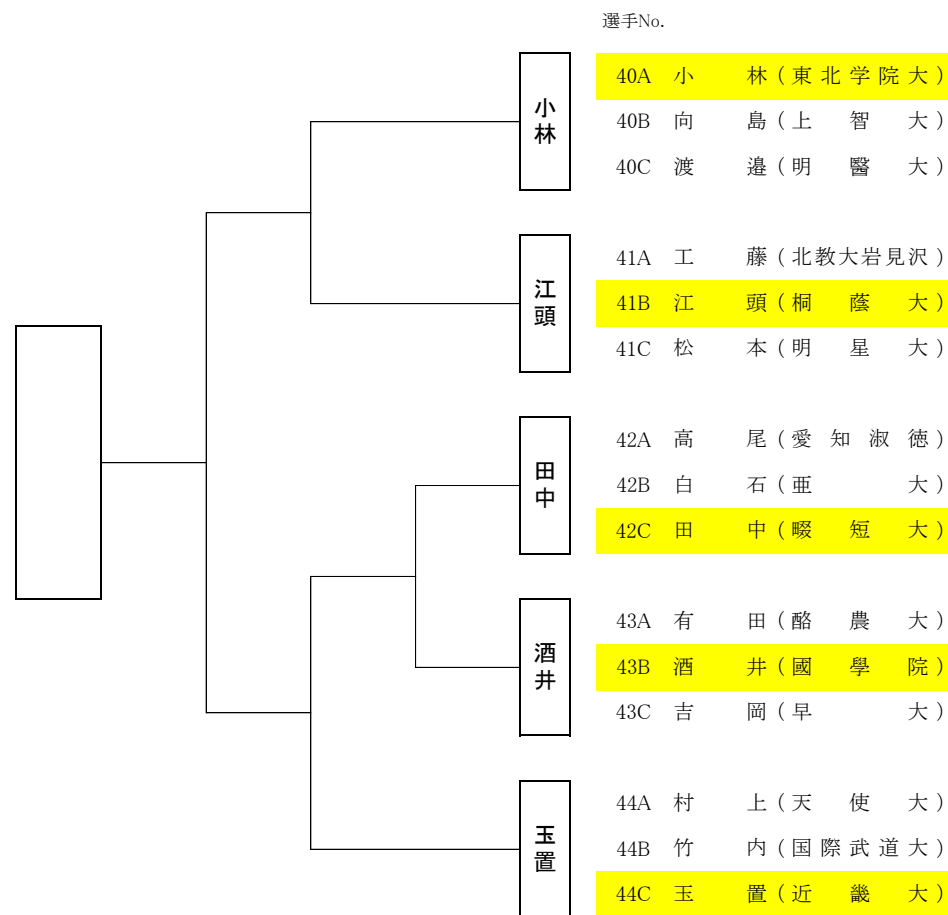 選手No.
小林
40A 小林(東北学院大)
40B 向島(上智大)
40C 渡邉(明醫大)
江頭
41A 工藤(北教大岩見沢)
41B 江頭(桐蔭大)
41C 松本(明星大)
田中
42A 高尾(愛知淑徳)
42B 白石(亜大)
42C 田中(畷短大)
酒井
43A 有田(酪農大)
43B 酒井(國學院)
43C 吉岡(早大)
玉置
44A 村上(天使大)
44B 竹内(国際武道大)
44C 玉置(近畿大)